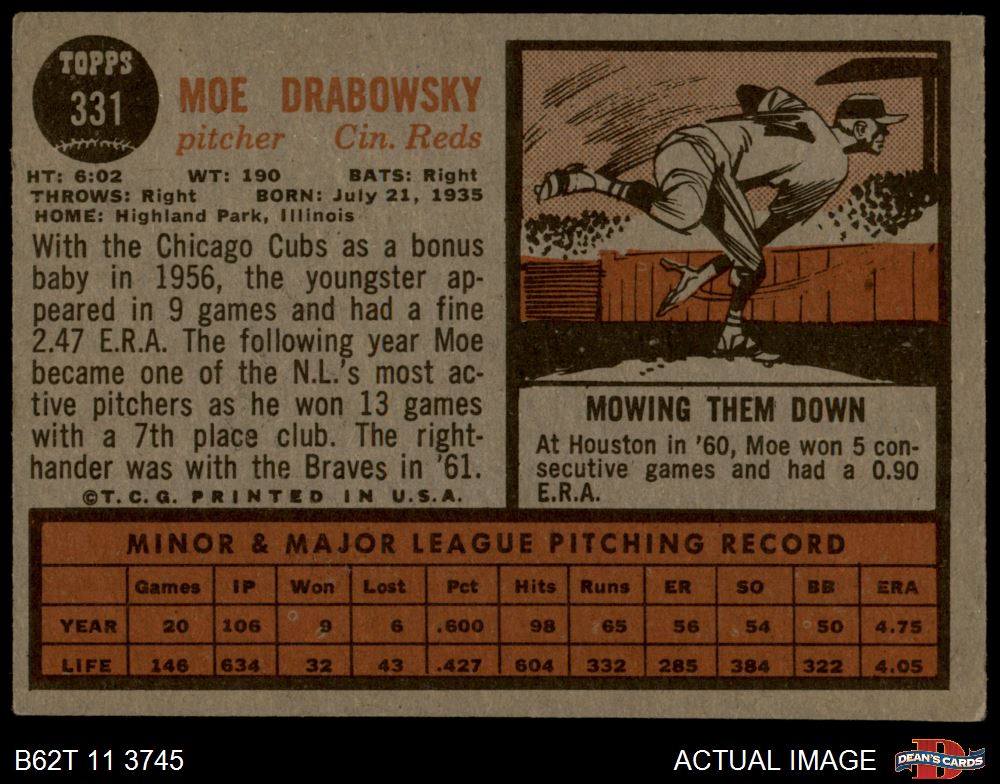 TOPPS
331
MOE DRABOWSKY
pitcher Cin. Reds
HT: 6:02 WT: 190 BATS: Right
THROWS: Right BORN: July 21, 1935
HOME: Highland Park, Illinois
With the Chicago Cubs as a bonus
baby in 1956, the youngster ap-
peared in 9 games and had a fine
2.47 E.R.A. The following year Moe
became one of the N.L.'s most ac-
tive pitchers as he won 13 games
with a 7th place club. The right-
hander was with the Braves in '61.
©T.C.G. PRINTED IN U.S.A.
MOWING THEM DOWN
At Houston in '60, Moe won 5 con-
secutive games and had a 0.90
E.R.A.
MINOR & MAJOR LEAGUE PITCHING RECORD
Games IP Won Lost Pct Hits Runs ER SO BB ERA
YEAR 20 106 9 6 .600 98 65 56 54 50 4.75
LIFE 146 634 32 43 .427 604 332 285 384 322 4.05
B62T 11 3745
ACTUAL IMAGE
D
DEAN'S CARDS